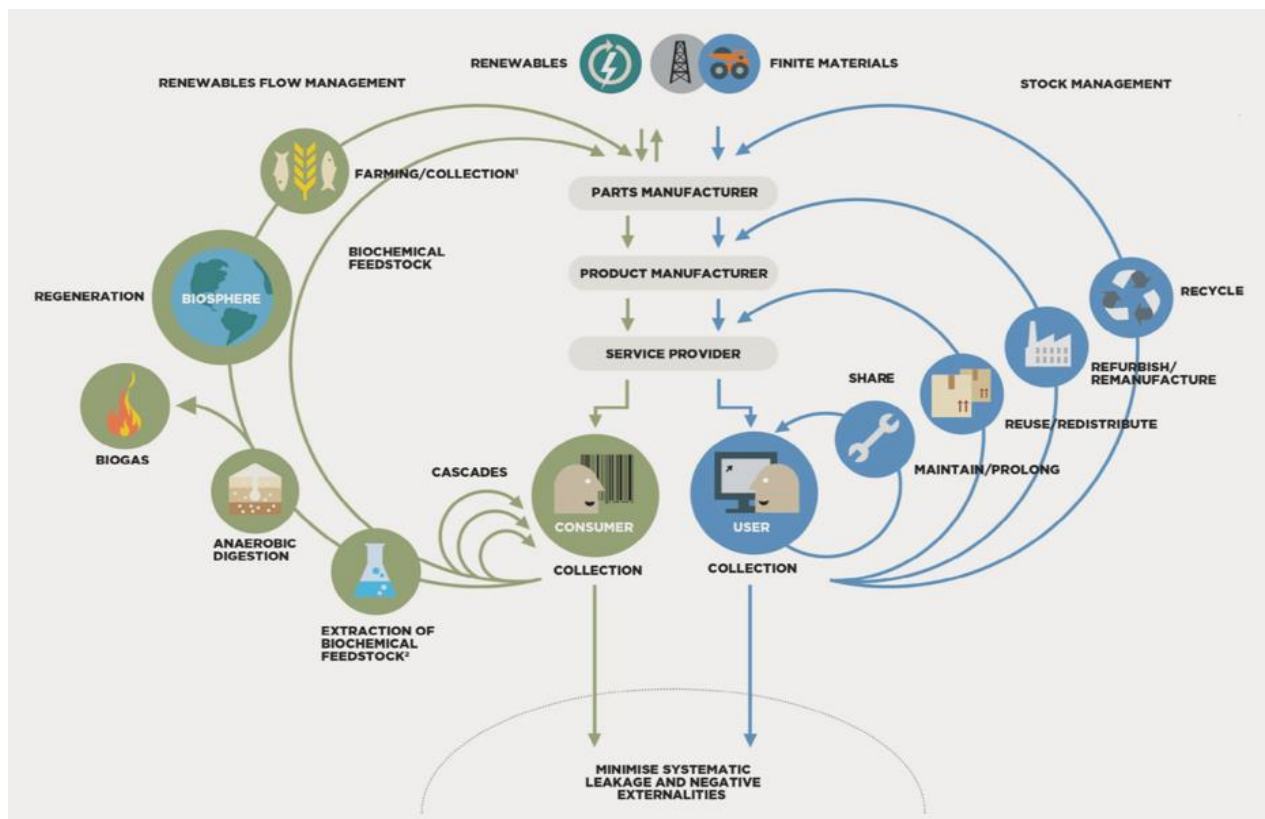 RENEWABLES
FINITE MATERIALS
RENEWABLES FLOW MANAGEMENT
STOCK MANAGEMENT
FARMING/COLLECTION¹
PARTS MANUFACTURER
BIOCHEMICAL
FEEDSTOCK
PRODUCT MANUFACTURER
REGENERATION
BIOSPHERE
RECYCLE
SERVICE PROVIDER
SHARE
REFURBISH/
REMANUFACTURE
REUSE/REDISTRIBUTE
BIOGAS
CASCADES
MAINTAIN/PROLONG
CONSUMER
USER
ANAEROBIC
DIGESTION
COLLECTION
COLLECTION
EXTRACTION OF
BIOCHEMICAL
FEEDSTOCK²
MINIMISE SYSTEMATIC
LEAKAGE AND NEGATIVE
EXTERNALITIES